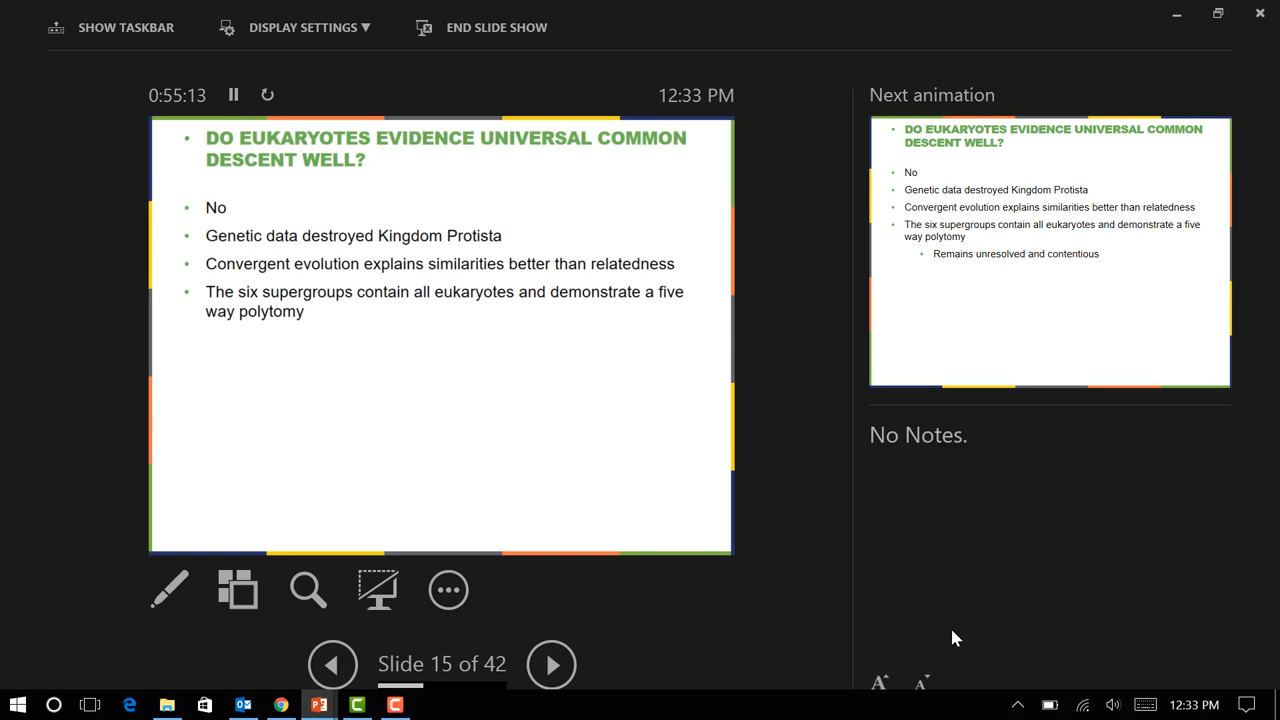 SHOW TASKBAR
DISPLAY SETTINGS ▼
END SLIDE SHOW
0:55:13
12:33 PM
• DO EUKARYOTES EVIDENCE UNIVERSAL COMMON
DESCENT WELL?
• No
• Genetic data destroyed Kingdom Protista
• Convergent evolution explains similarities better than relatedness
• The six supergroups contain all eukaryotes and demonstrate a five
way polytomy
Slide 15 of 42
Next animation
• DO EUKARYOTES EVIDENCE UNIVERSAL COMMON
DESCENT WELL?
• No
• Genetic data destroyed Kingdom Protista
• Convergent evolution explains similarities better than relatedness
• The six supergroups contain all eukaryotes and demonstrate a five
way polytomy
• Remains unresolved and contentious
No Notes.
A A
12:33 PM